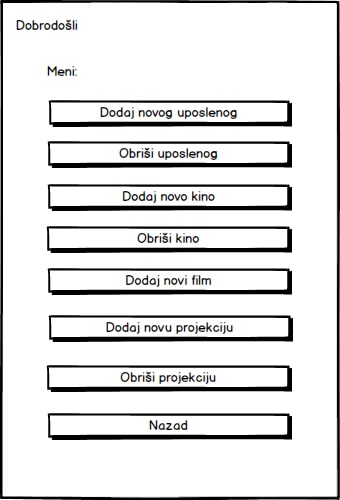 Dobrodošli
Meni:
Dodaj novog uposlenog
Obriši uposlenog
Dodaj novo kino
Obriši kino
Dodaj novi film
Dodaj novu projekciju
Obriši projekciju
Nazad